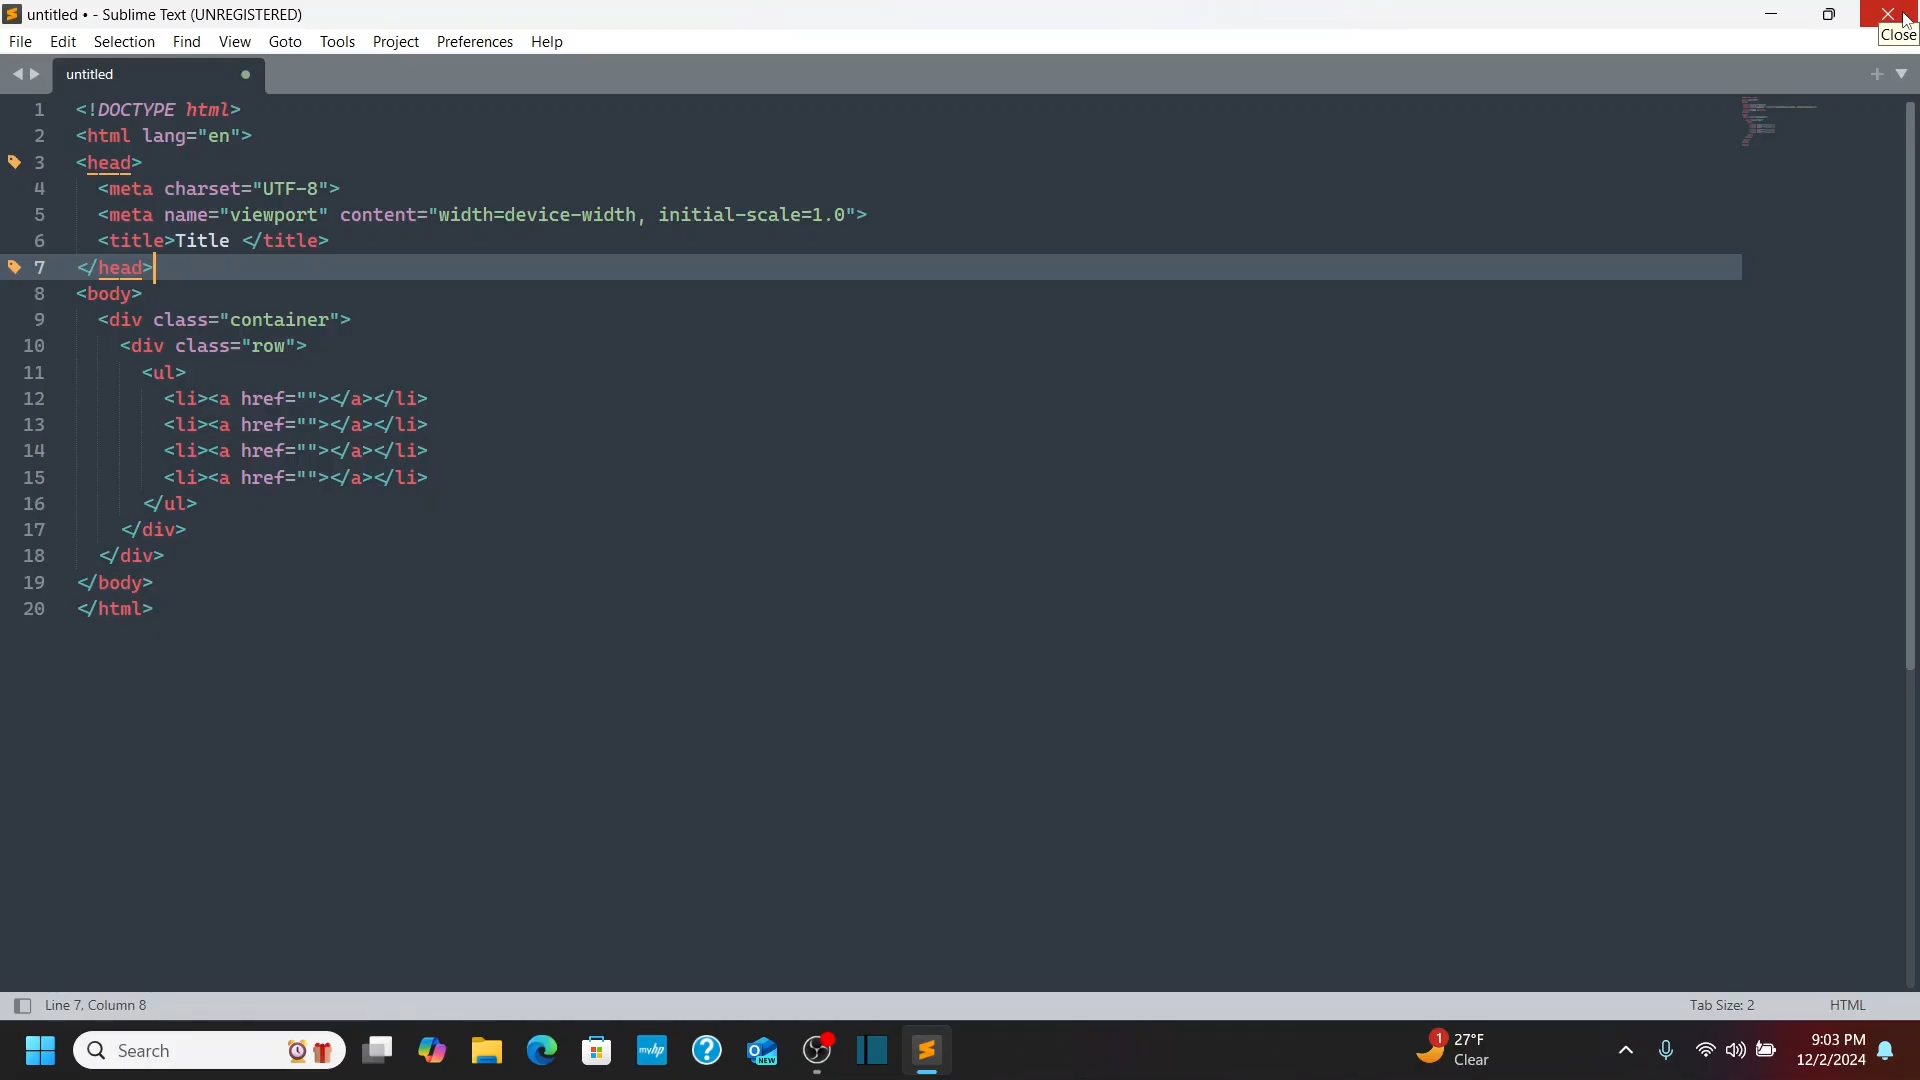 untitled • - Sublime Text (UNREGISTERED)
Close
File Edit Selection Find View Goto Tools Project Preferences Help
untitled
1 <!DOCTYPE html>
2 <html lang="en">
3 <head>
4 <meta charset="UTF-8">
5 <meta name="viewport" content="width=device-width, initial-scale=1.0">
6 <title>Title </title>
7 </head>
8 <body>
9 <div class="container">
10 <div class="row">
11 <ul>
12 <li><a href=""></a></li>
13 <li><a href=""></a></li>
14 <li><a href=""></a></li>
15 <li><a href=""></a></li>
16 </ul>
17 </div>
18 </div>
19 </body>
20 </html>
Line 7, Column 8 Tab Size: 2 HTML
Search myhp NEW 1 27°F 9:03 PM
Clear 12/2/2024